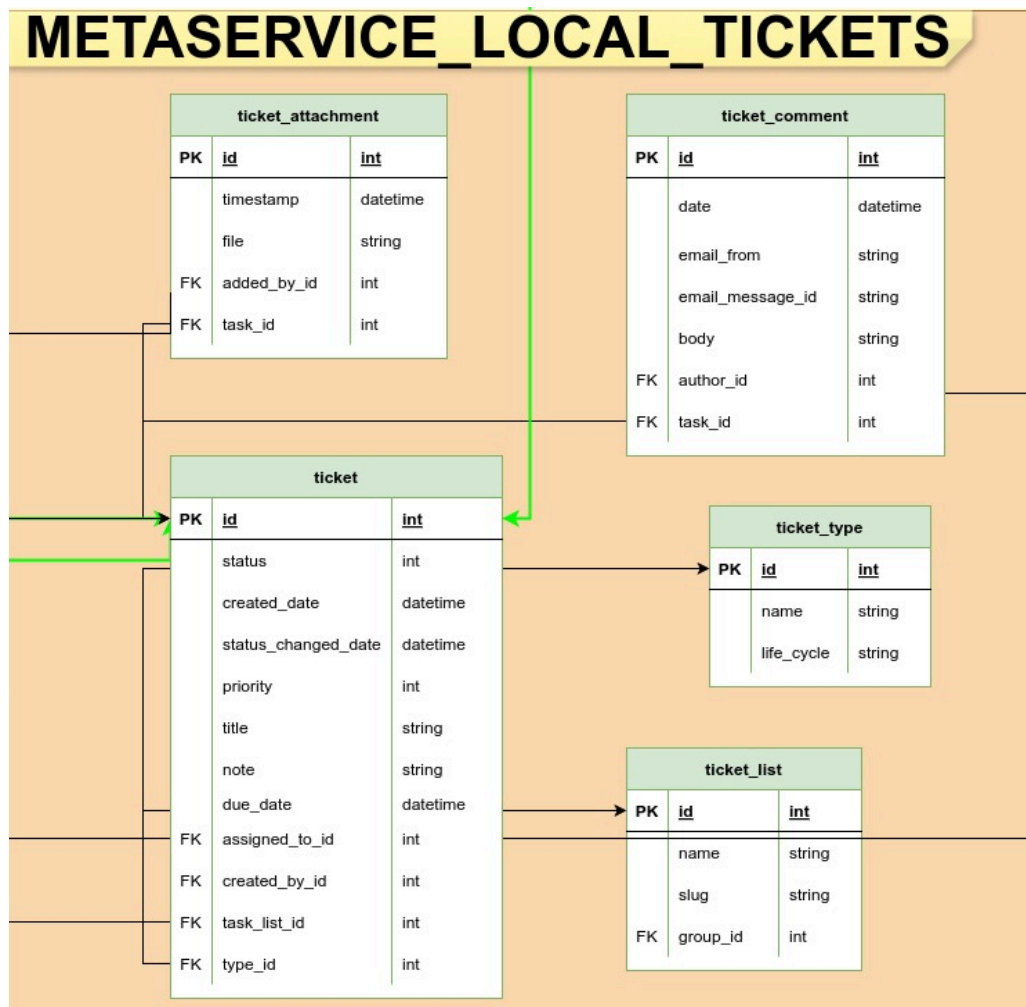 METASERVICE_LOCAL_TICKETS
ticket_attachment
PK id int
timestamp datetime
file string
FK added_by_id int
FK task_id int
ticket_comment
PK id int
date datetime
email_from string
email_message_id string
body string
FK author_id int
FK task_id int
ticket
PK id int
status int
created_date datetime
status_changed_date datetime
priority int
title string
note string
due_date datetime
FK assigned_to_id int
FK created_by_id int
FK task_list_id int
FK type_id int
ticket_type
PK id int
name string
life_cycle string
ticket_list
PK id int
name string
slug string
FK group_id int